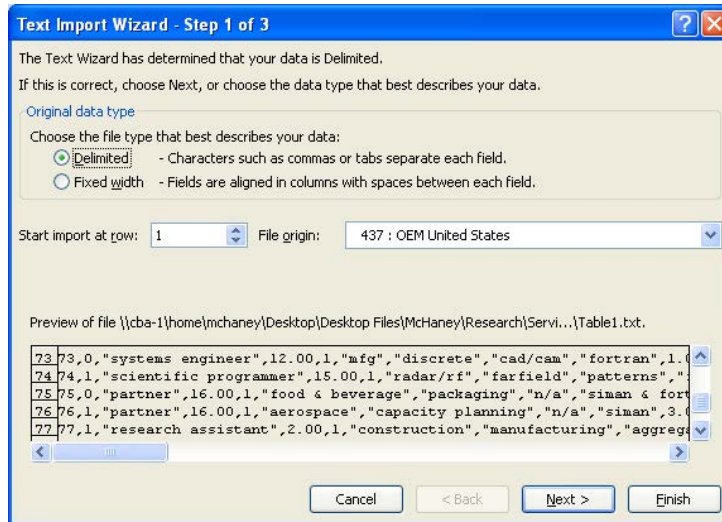 Text Import Wizard - Step 1 of 3
The Text Wizard has determined that your data is Delimited.
If this is correct, choose Next, or choose the data type that best describes your data.
Original data type
Choose the file type that best describes your data:
Delimited - Characters such as commas or tabs separate each field.
Fixed width - Fields are aligned in columns with spaces between each field.
Start import at row: 1 File origin: 437 : OEM United States
Preview of file \\cba-1\home\mchaney\Desktop\Desktop Files\McHaney\Research\Servi...\Table1.txt.
73 73,0,"systems engineer",12.00,1,"mfg","discrete","cad/cam","fortran",1.0
74 74,1,"scientific programmer",15.00,1,"radar/rf","farfield","patterns",
75 75,0,"partner",16.00,1,"food & beverage","packaging","n/a","siman & fort
76 76,1,"partner",16.00,1,"aerospace","capacity planning","n/a","siman",3.0
77 77,1,"research assistant",2.00,1,"construction","manufacturing","aggrega
Cancel < Back Next > Finish